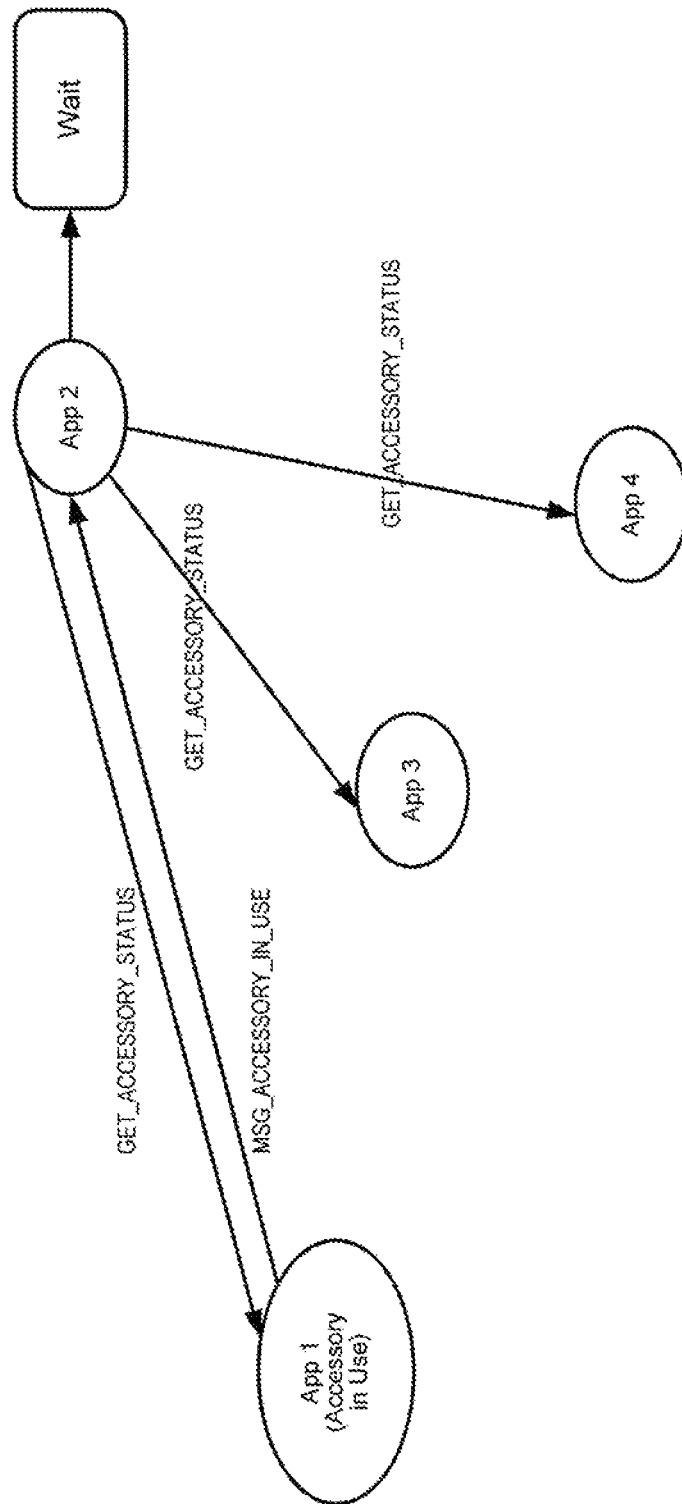 Wait
App 2
GET_ACCESSORY_STATUS
GET_ACCESSORY_STATUS
GET_ACCESSORY_STATUS
MSG_ACCESSORY_IN_USE
App 4
App 3
App 1
(Accessory
in Use)